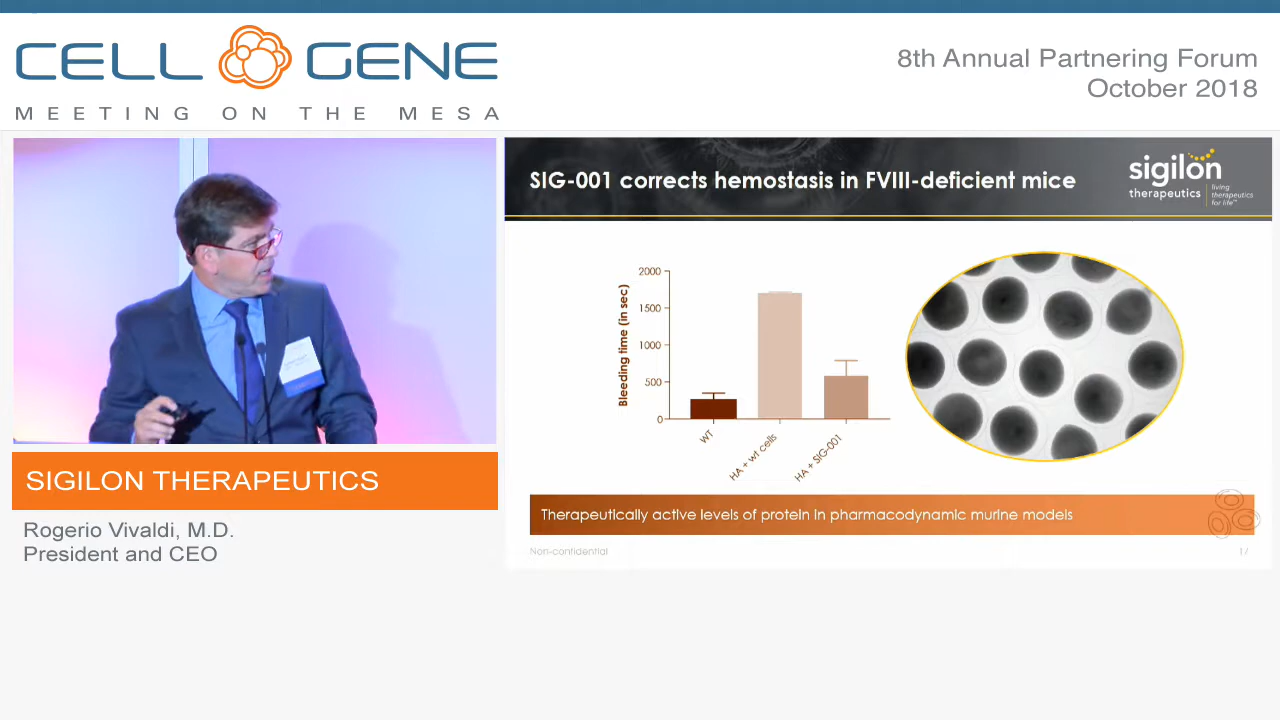 CELL GENE
MEETING ON THE MESA
8th Annual Partnering Forum
October 2018
SIG-001 corrects hemostasis in FVIII-deficient mice
sigilon
therapeutics
living
therapeutics
for life™
Bleeding time (in sec)
2000
1500
1000
500
0
WT
HA + wt cells
HA + SIG-001
Therapeutically active levels of protein in pharmacodynamic murine models
Non-confidential
17
SIGILON THERAPEUTICS
Rogerio Vivaldi, M.D.
President and CEO